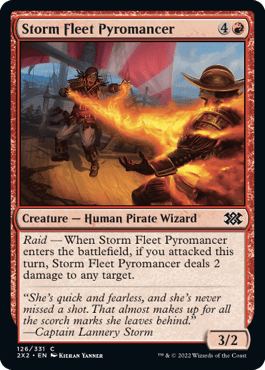 Storm Fleet Pyromancer 4
Creature — Human Pirate Wizard
Raid — When Storm Fleet Pyromancer
enters the battlefield, if you attacked this
turn, Storm Fleet Pyromancer deals 2
damage to any target.
“She’s quick and fearless, and she’s never
missed a shot. That almost makes up for all
the scorch marks she leaves behind.”
—Captain Lannery Storm
3/2
126/331 C
2X2 • EN KIERAN YANNER
™ & © 2022 Wizards of the Coast